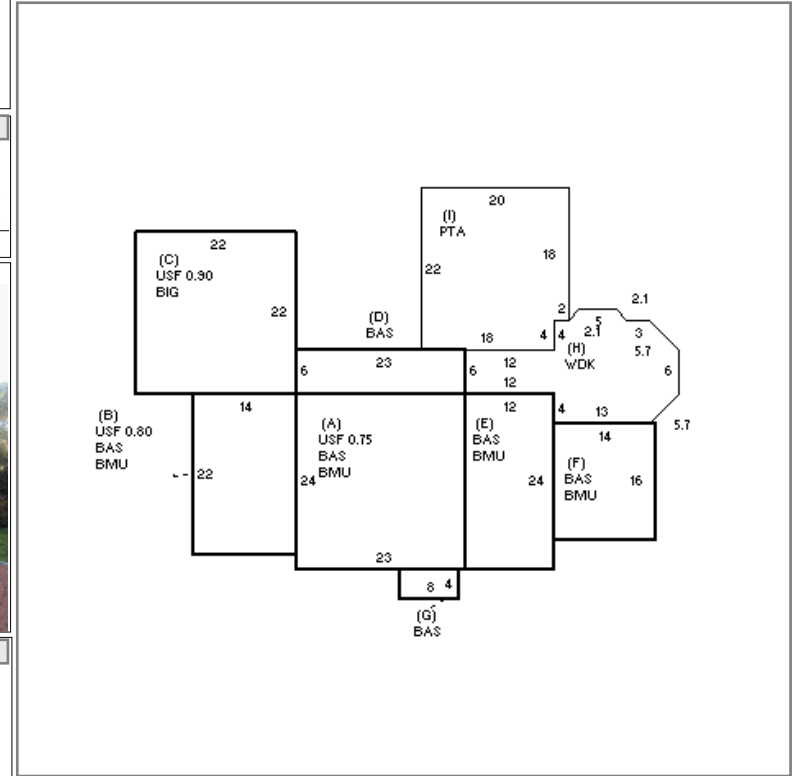 20
(I)
PTA
22
18
2
18
4
4
22
(C)
USF 0.90
BIG
22
(D)
BAS
2.1
5
2.1
3
5.7
(H)
WDK
6
5.7
23
6
6
12
12
4
13
(B)
USF 0.80
BAS
BMU
14
22
(A)
USF 0.75
BAS
BMU
24
23
12
(E)
BAS
BMU
24
14
(F)
BAS
BMU
16
8
4
(G)
BAS